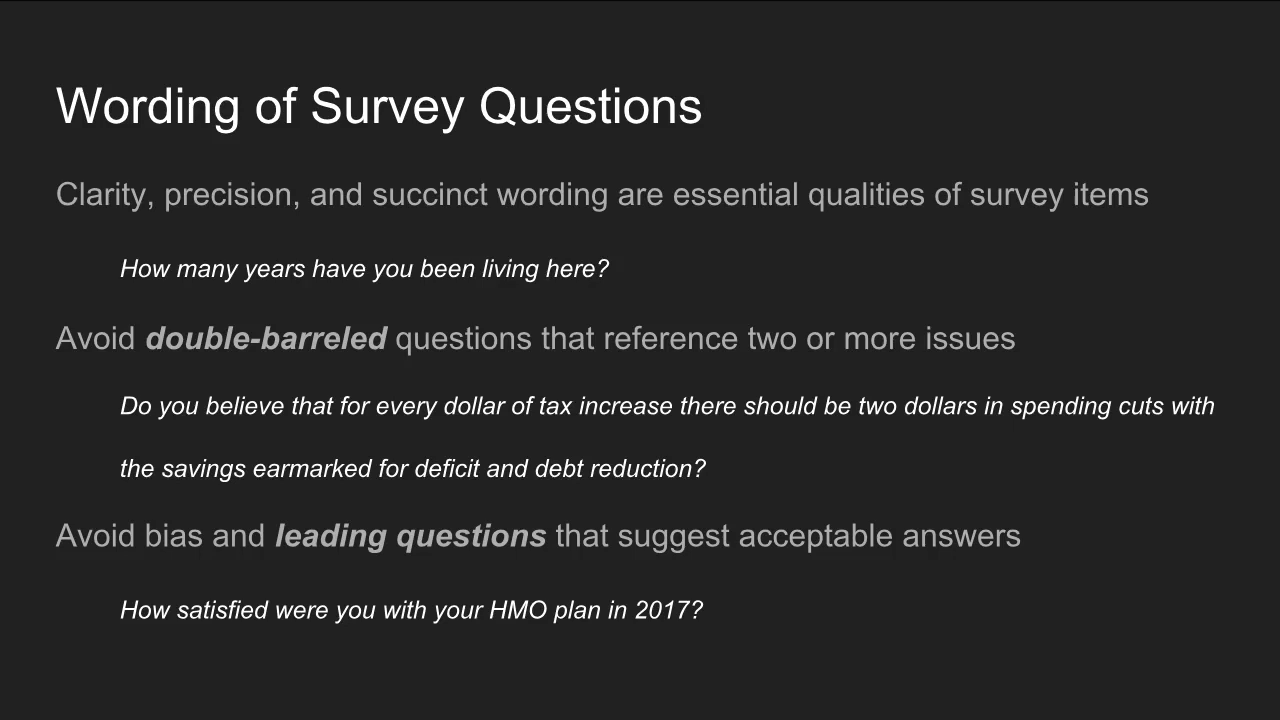 Wording of Survey Questions
Clarity, precision, and succinct wording are essential qualities of survey items
How many years have you been living here?
Avoid double-barreled questions that reference two or more issues
Do you believe that for every dollar of tax increase there should be two dollars in spending cuts with
the savings earmarked for deficit and debt reduction?
Avoid bias and leading questions that suggest acceptable answers
How satisfied were you with your HMO plan in 2017?